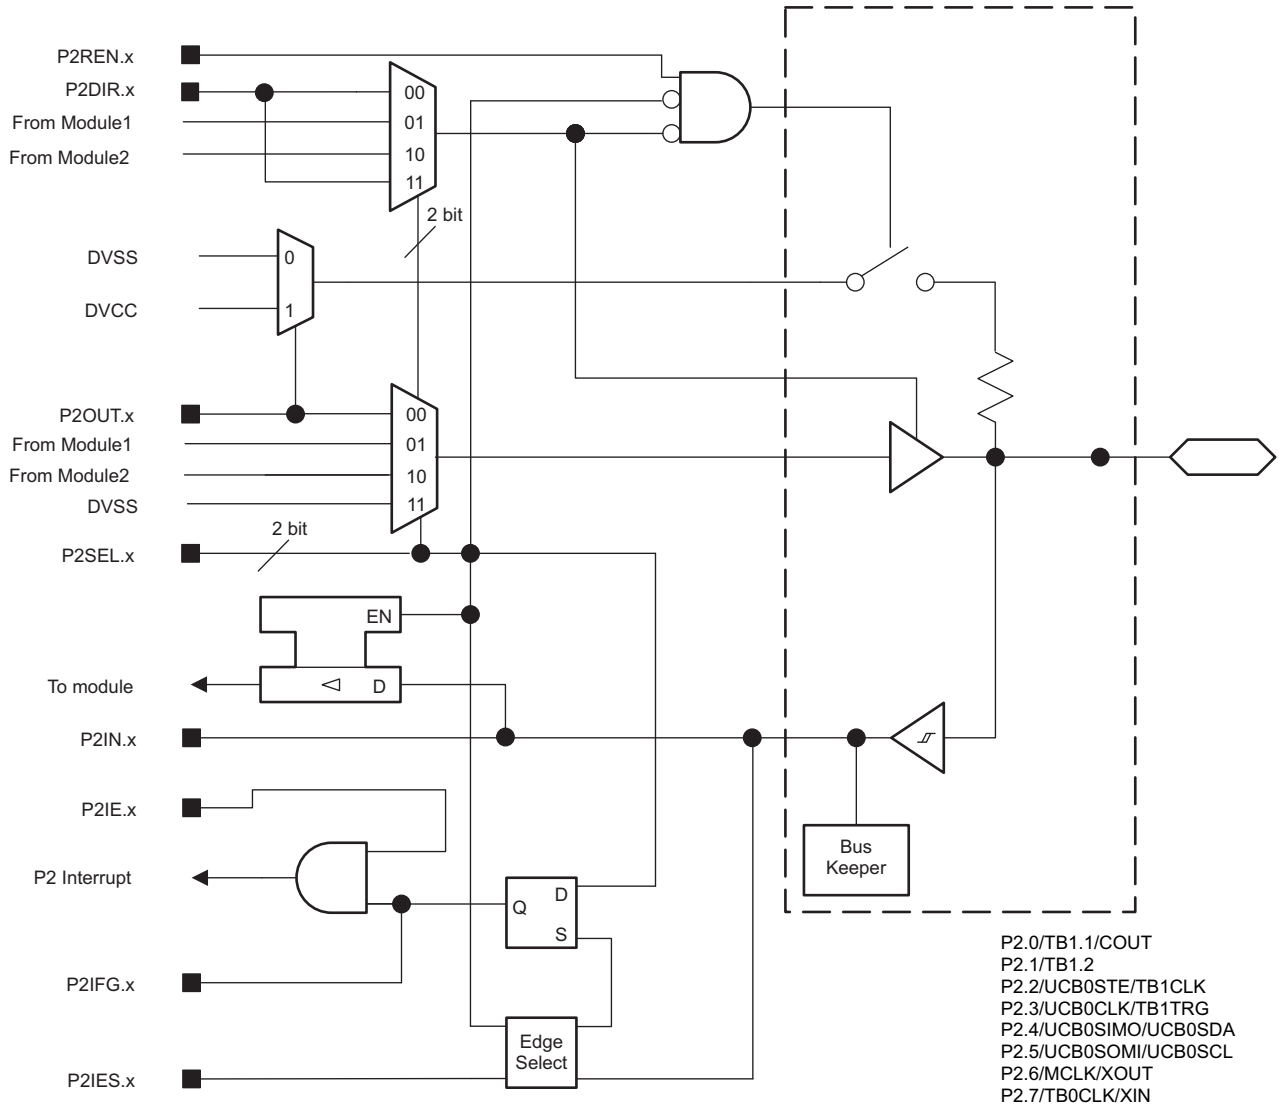 P2REN.x
P2DIR.x
From Module1
From Module2
00
01
10
11
2 bit
DVSS
DVCC
0
1
P2OUT.x
From Module1
From Module2
DVSS
00
01
10
11
P2SEL.x
2 bit
EN
D
To module
P2IN.x
P2IE.x
Bus
Keeper
P2 Interrupt
Q
D
S
P2IFG.x
Edge
Select
P2IES.x
P2.0/TB1.1/COUT
P2.1/TB1.2
P2.2/UCB0STE/TB1CLK
P2.3/UCB0CLK/TB1TRG
P2.4/UCB0SIMO/UCB0SDA
P2.5/UCB0SOMI/UCB0SCL
P2.6/MCLK/XOUT
P2.7/TB0CLK/XIN